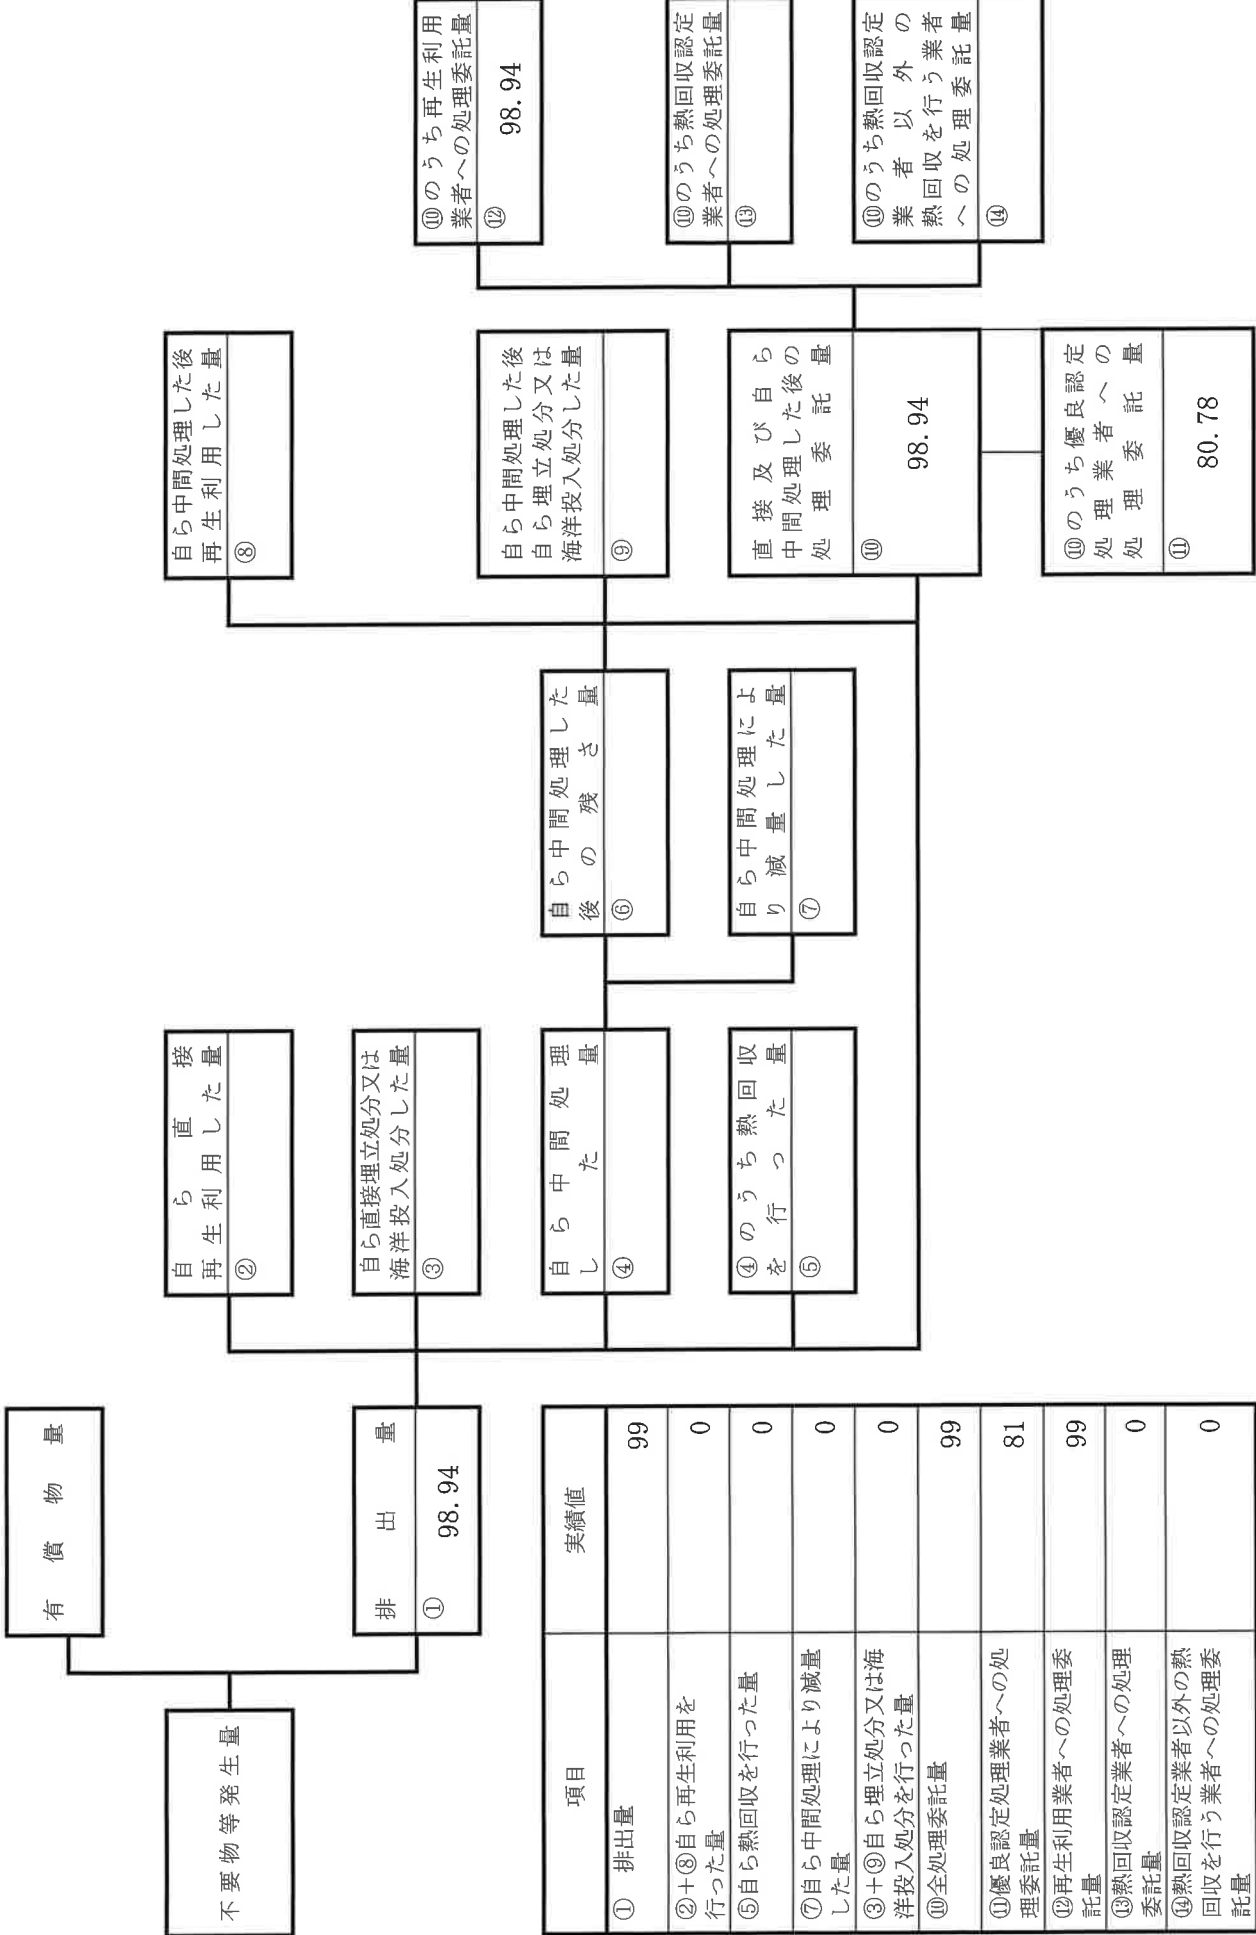 不要物等発生量
有償物量
排出量
①
98.94
自ら直接
再生利用した量
②
自ら直接埋立処分又は
海洋投入処分した量
③
自ら中間処理
した量
④
④のうち熱回収
を行った量
⑤
自ら中間処理した
後の残さ量
⑥
自ら中間処理によ
り減量した量
⑦
自ら中間処理した後
再生利用した量
⑧
自ら中間処理した後
自ら埋立処分又は
海洋投入処分した量
⑨
直接及び自ら
中間処理した後の
処理委託量
⑩
98.94
⑩のうち優良認定
処理業者への
処理委託量
⑪
80.78
⑩のうち再生利用
業者への処理委託量
⑫
98.94
⑩のうち熱回収認定
業者への処理委託量
⑬
⑩のうち熱回収認定
業者以外の
熱回収を行う業者
への処理委託量
⑭
項目 実績値
① 排出量 99
②＋⑧自ら再生利用を
行った量 0
⑤自ら熱回収を行った量 0
⑦自ら中間処理により減量
した量 0
③＋⑨自ら埋立処分又は海
洋投入処分を行った量 0
⑩全処理委託量 99
⑪優良認定処理業者への処
理委託量 81
⑫再生利用業者への処理委
託量 99
⑬熱回収認定業者への処理
委託量 0
⑭熱回収認定業者以外の熱
回収を行う業者への処理委
託量 0